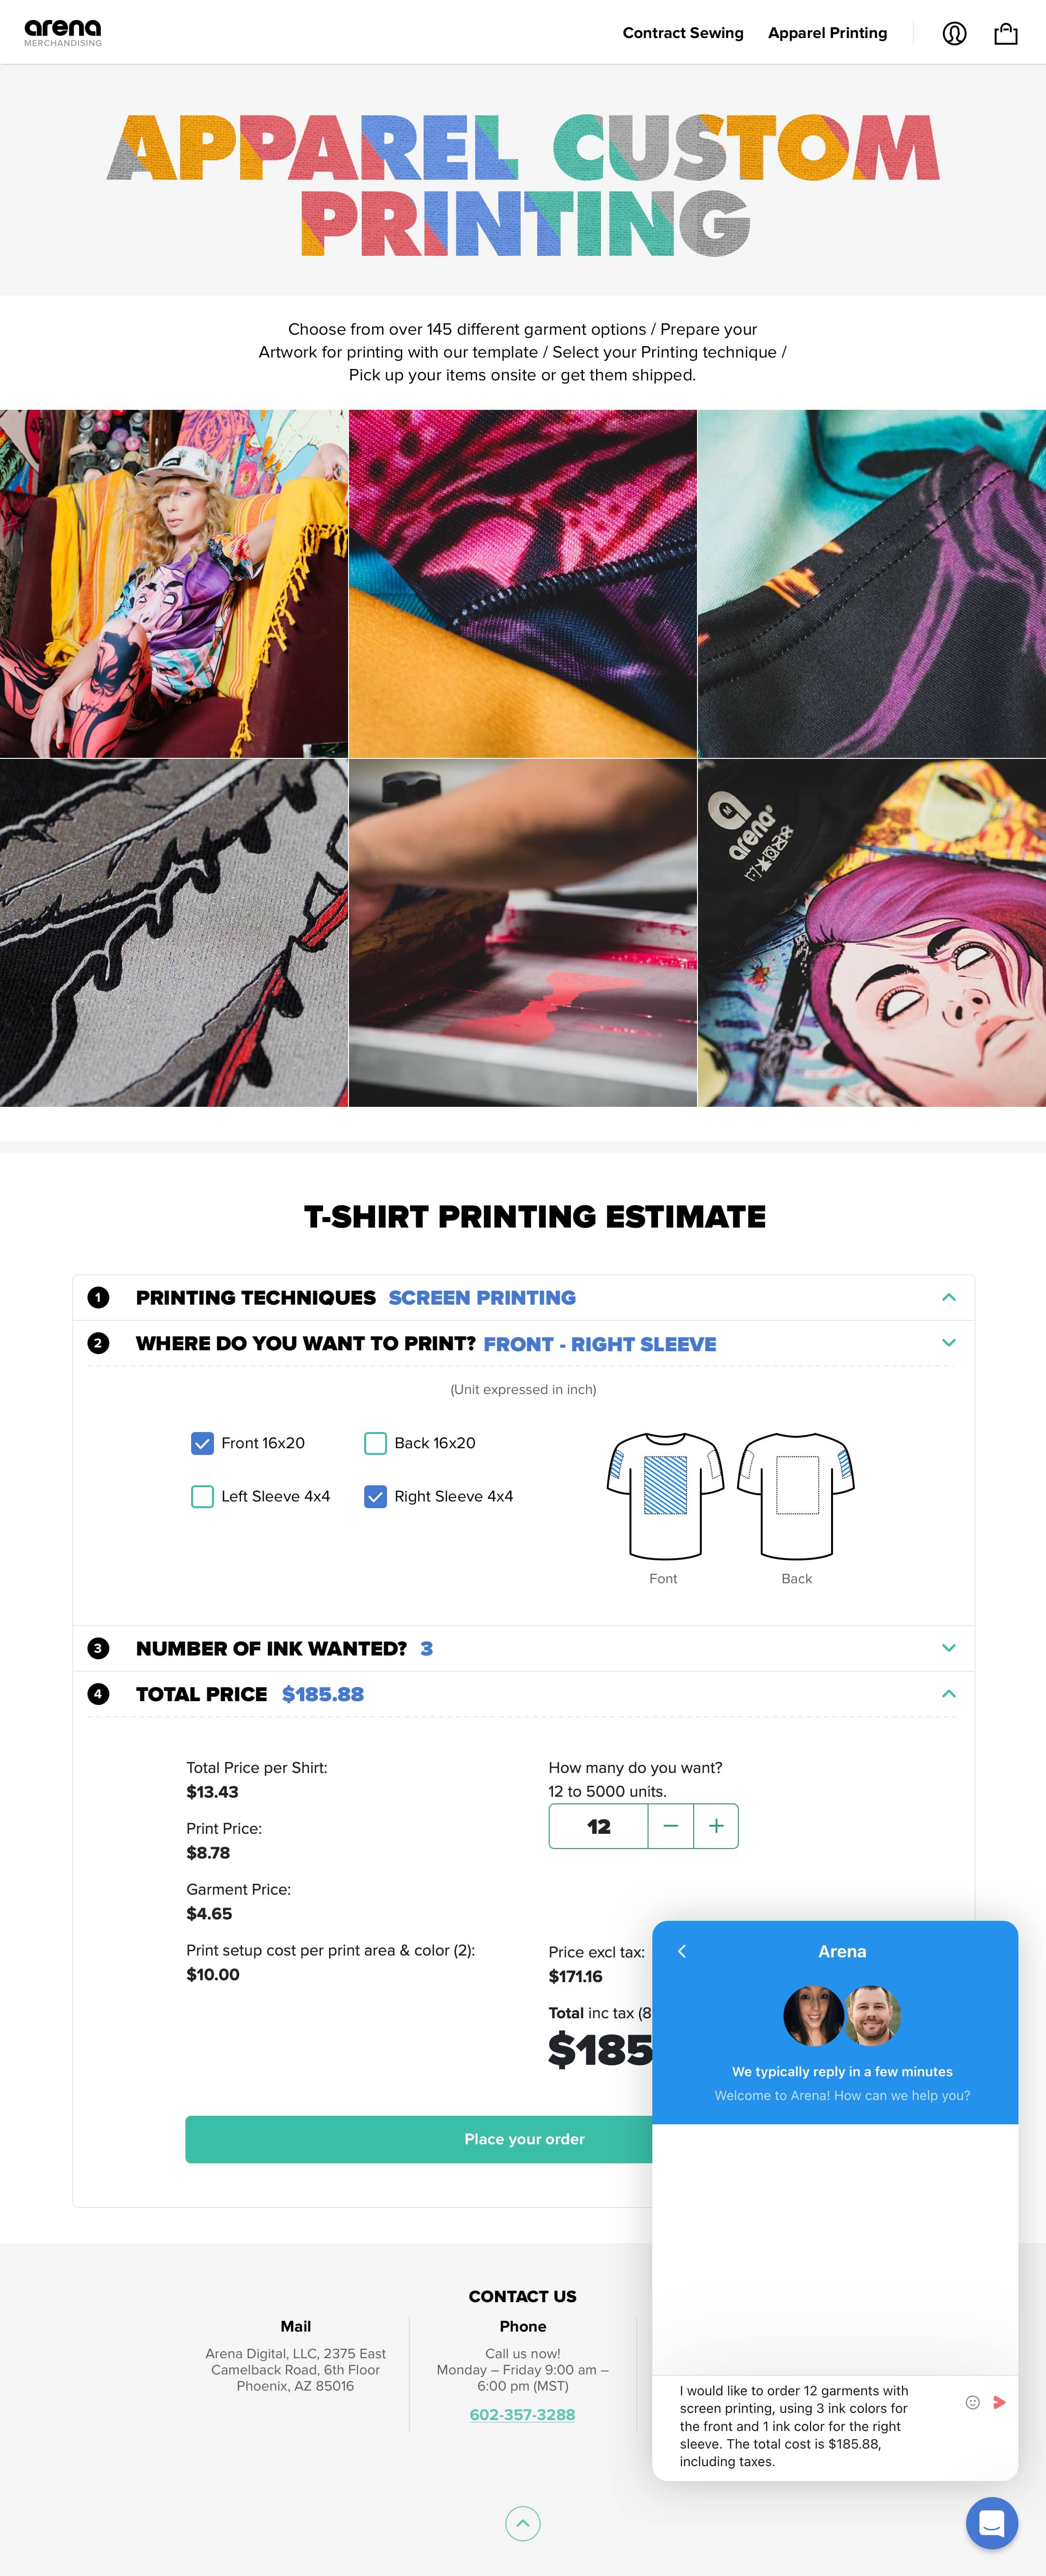 arena
MERCHANDISING
Contract Sewing
Apparel Printing
APPAREL CUSTOM
PRINTING
Choose from over 145 different garment options / Prepare your
Artwork for printing with our template / Select your Printing technique /
Pick up your items onsite or get them shipped.
M
arena
T-SHIRT PRINTING ESTIMATE
1 PRINTING TECHNIQUES SCREEN PRINTING
2 WHERE DO YOU WANT TO PRINT? FRONT - RIGHT SLEEVE
(Unit expressed in inch)
Front 16x20
Back 16x20
Left Sleeve 4x4
Right Sleeve 4x4
Font
Back
3 NUMBER OF INK WANTED? 3
4 TOTAL PRICE $185.88
Total Price per Shirt:
$13.43
Print Price:
$8.78
Garment Price:
$4.65
Print setup cost per print area & color (2):
$10.00
How many do you want?
12 to 5000 units.
12
Price excl tax:
$171.16
Total inc tax (8
$185
Place your order
Arena
We typically reply in a few minutes
Welcome to Arena! How can we help you?
I would like to order 12 garments with
screen printing, using 3 ink colors for
the front and 1 ink color for the right
sleeve. The total cost is $185.88,
including taxes.
CONTACT US
Mail
Arena Digital, LLC, 2375 East
Camelback Road, 6th Floor
Phoenix, AZ 85016
Phone
Call us now!
Monday – Friday 9:00 am –
6:00 pm (MST)
602-357-3288